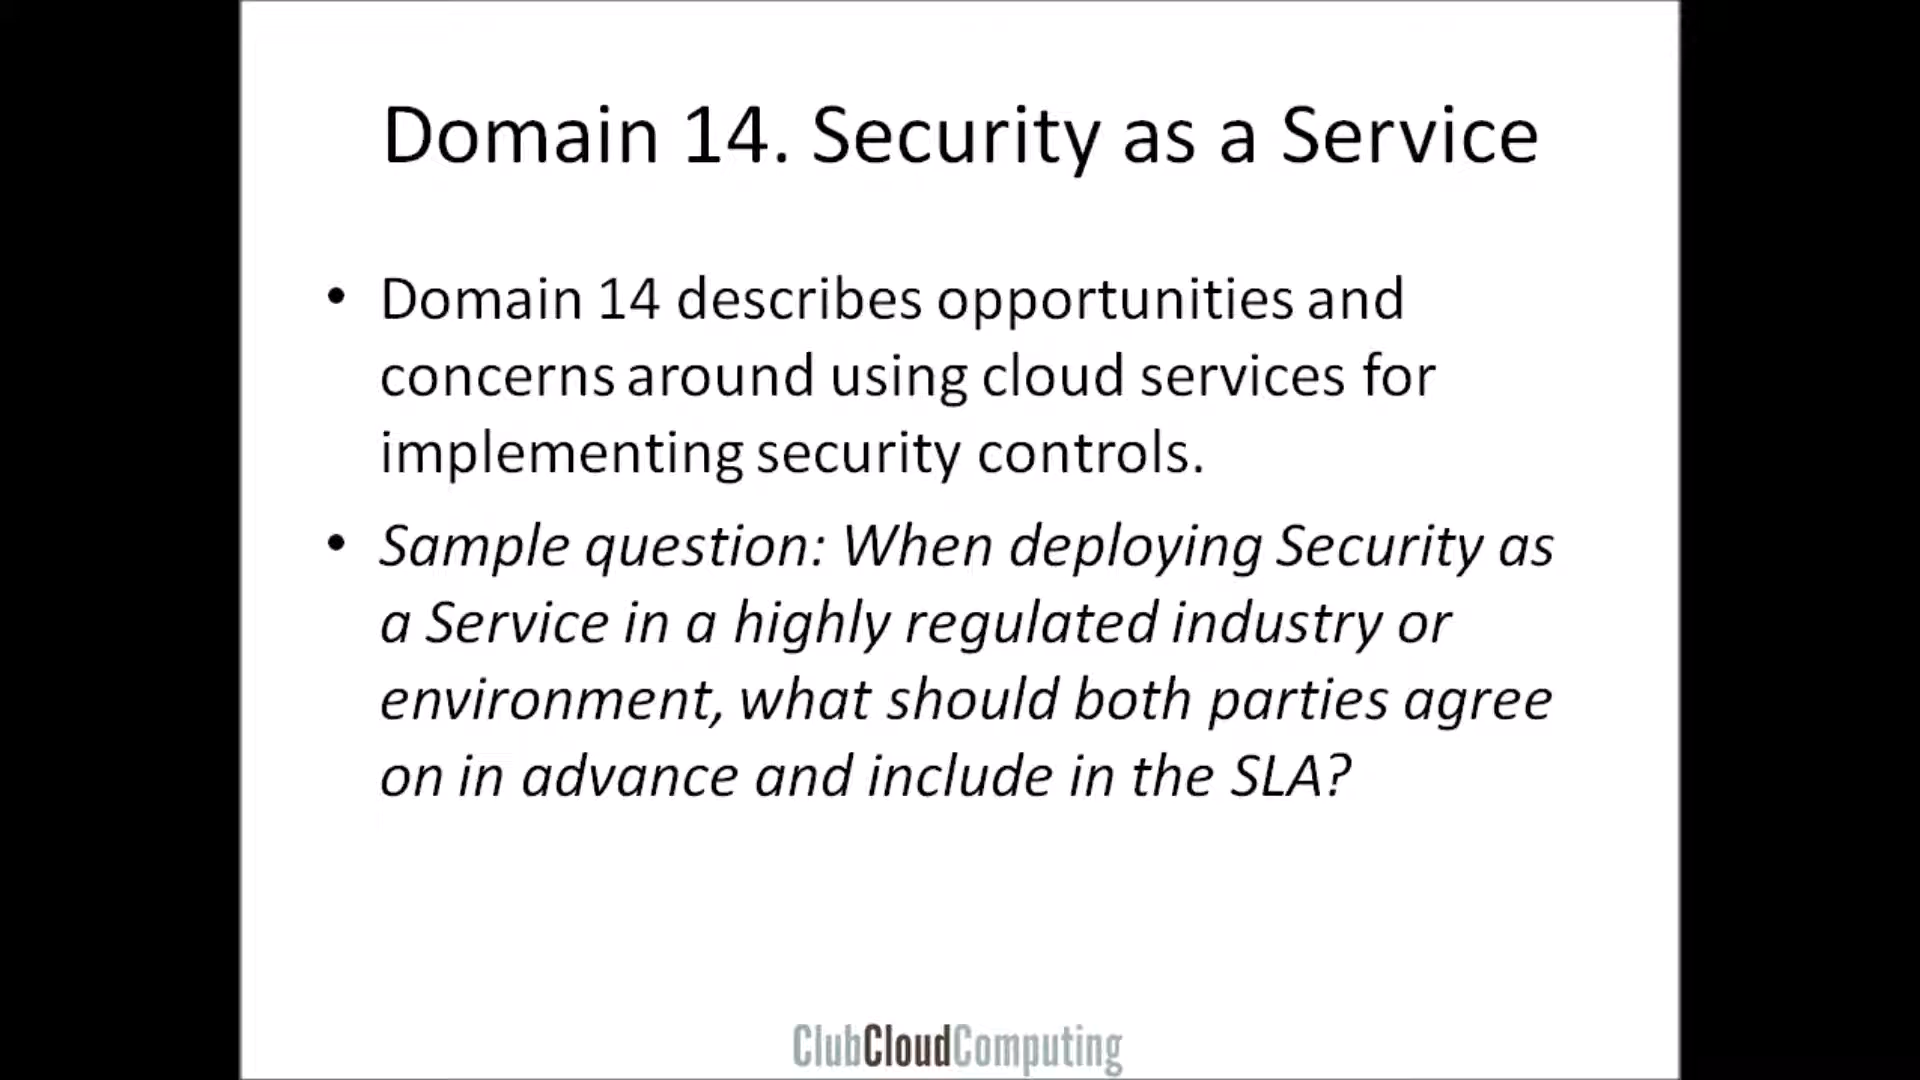 Domain 14. Security as a Service
• Domain 14 describes opportunities and
concerns around using cloud services for
implementing security controls.
• Sample question: When deploying Security as
a Service in a highly regulated industry or
environment, what should both parties agree
on in advance and include in the SLA?
ClubCloudComputing